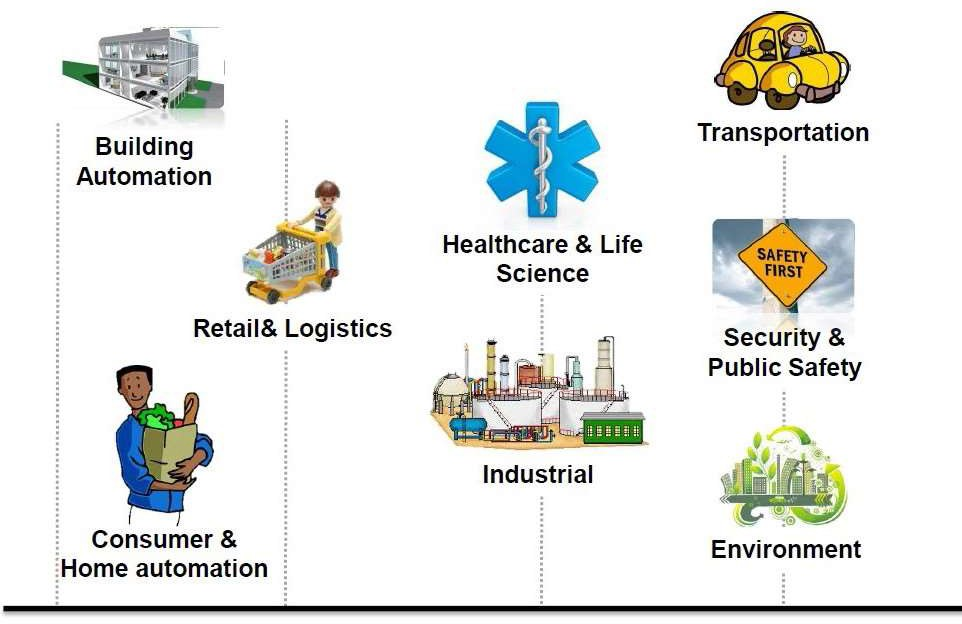 Building
Automation
Retail& Logistics
Consumer &
Home automation
Healthcare & Life
Science
Industrial
Transportation
SAFETY
FIRST
Security &
Public Safety
Environment